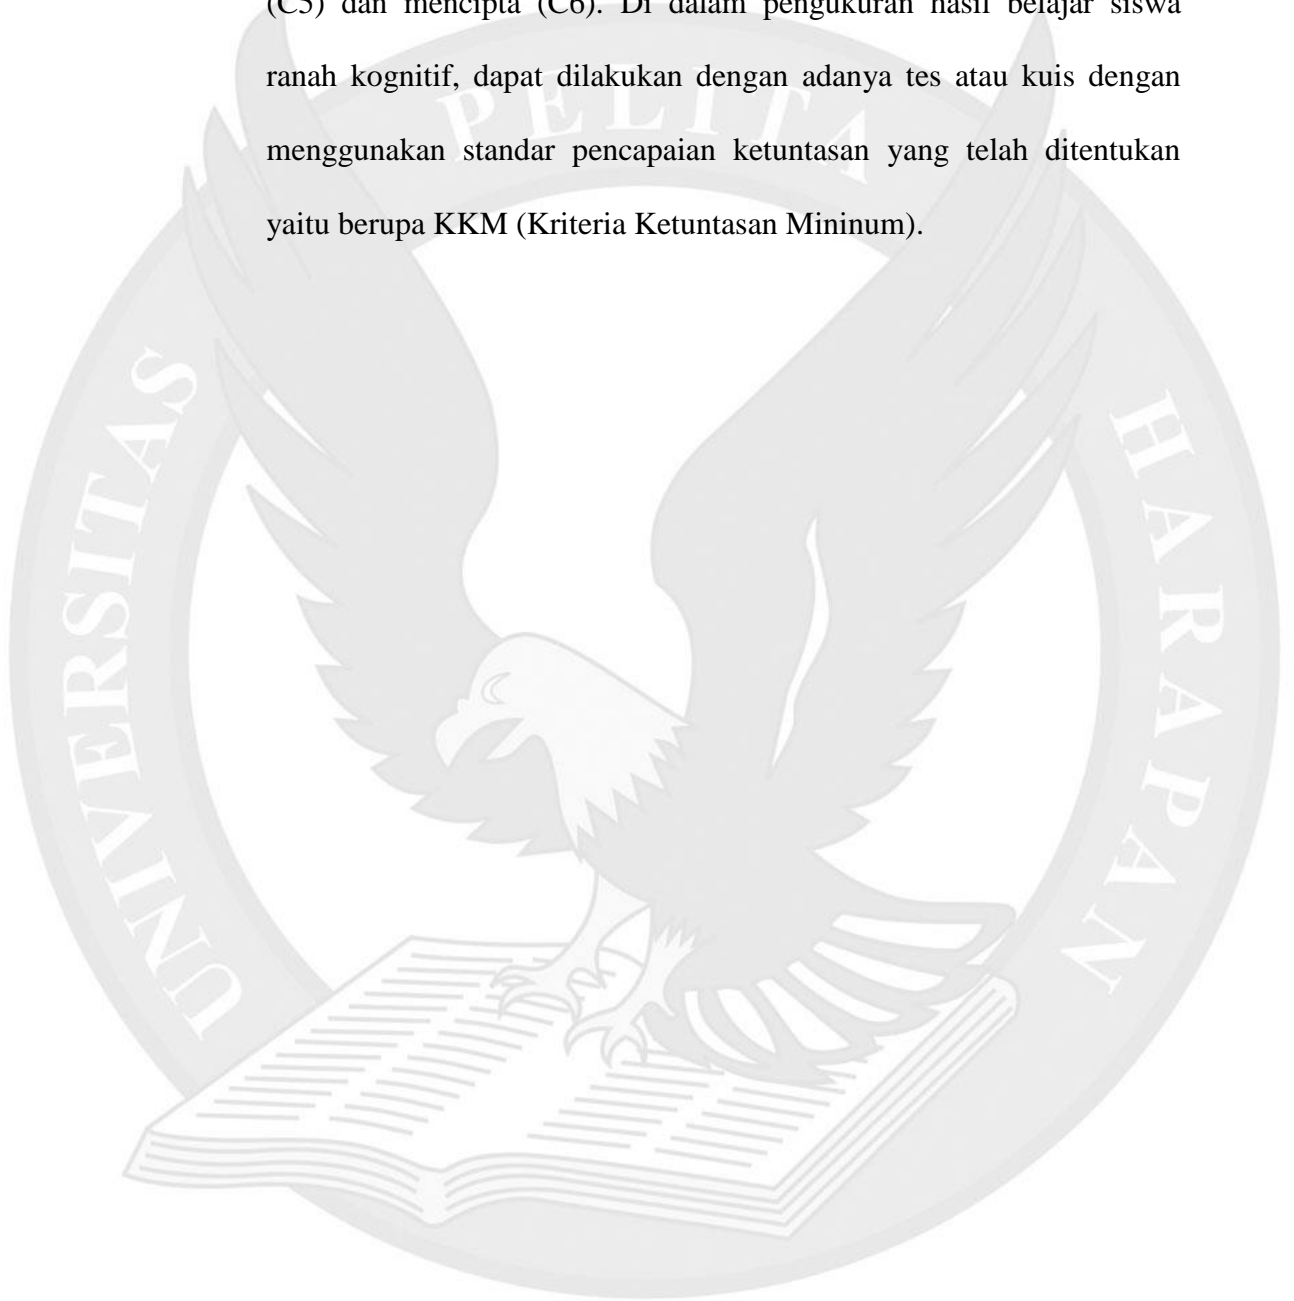 (C5) dan mencipta (C6). Di dalam pengukuran hasil belajar siswa
ranah kognitif, dapat dilakukan dengan adanya tes atau kuis dengan
menggunakan standar pencapaian ketuntasan yang telah ditentukan
yaitu berupa KKM (Kriteria Ketuntasan Mininum).
UNIVERSITAS PELITA HARAPAN